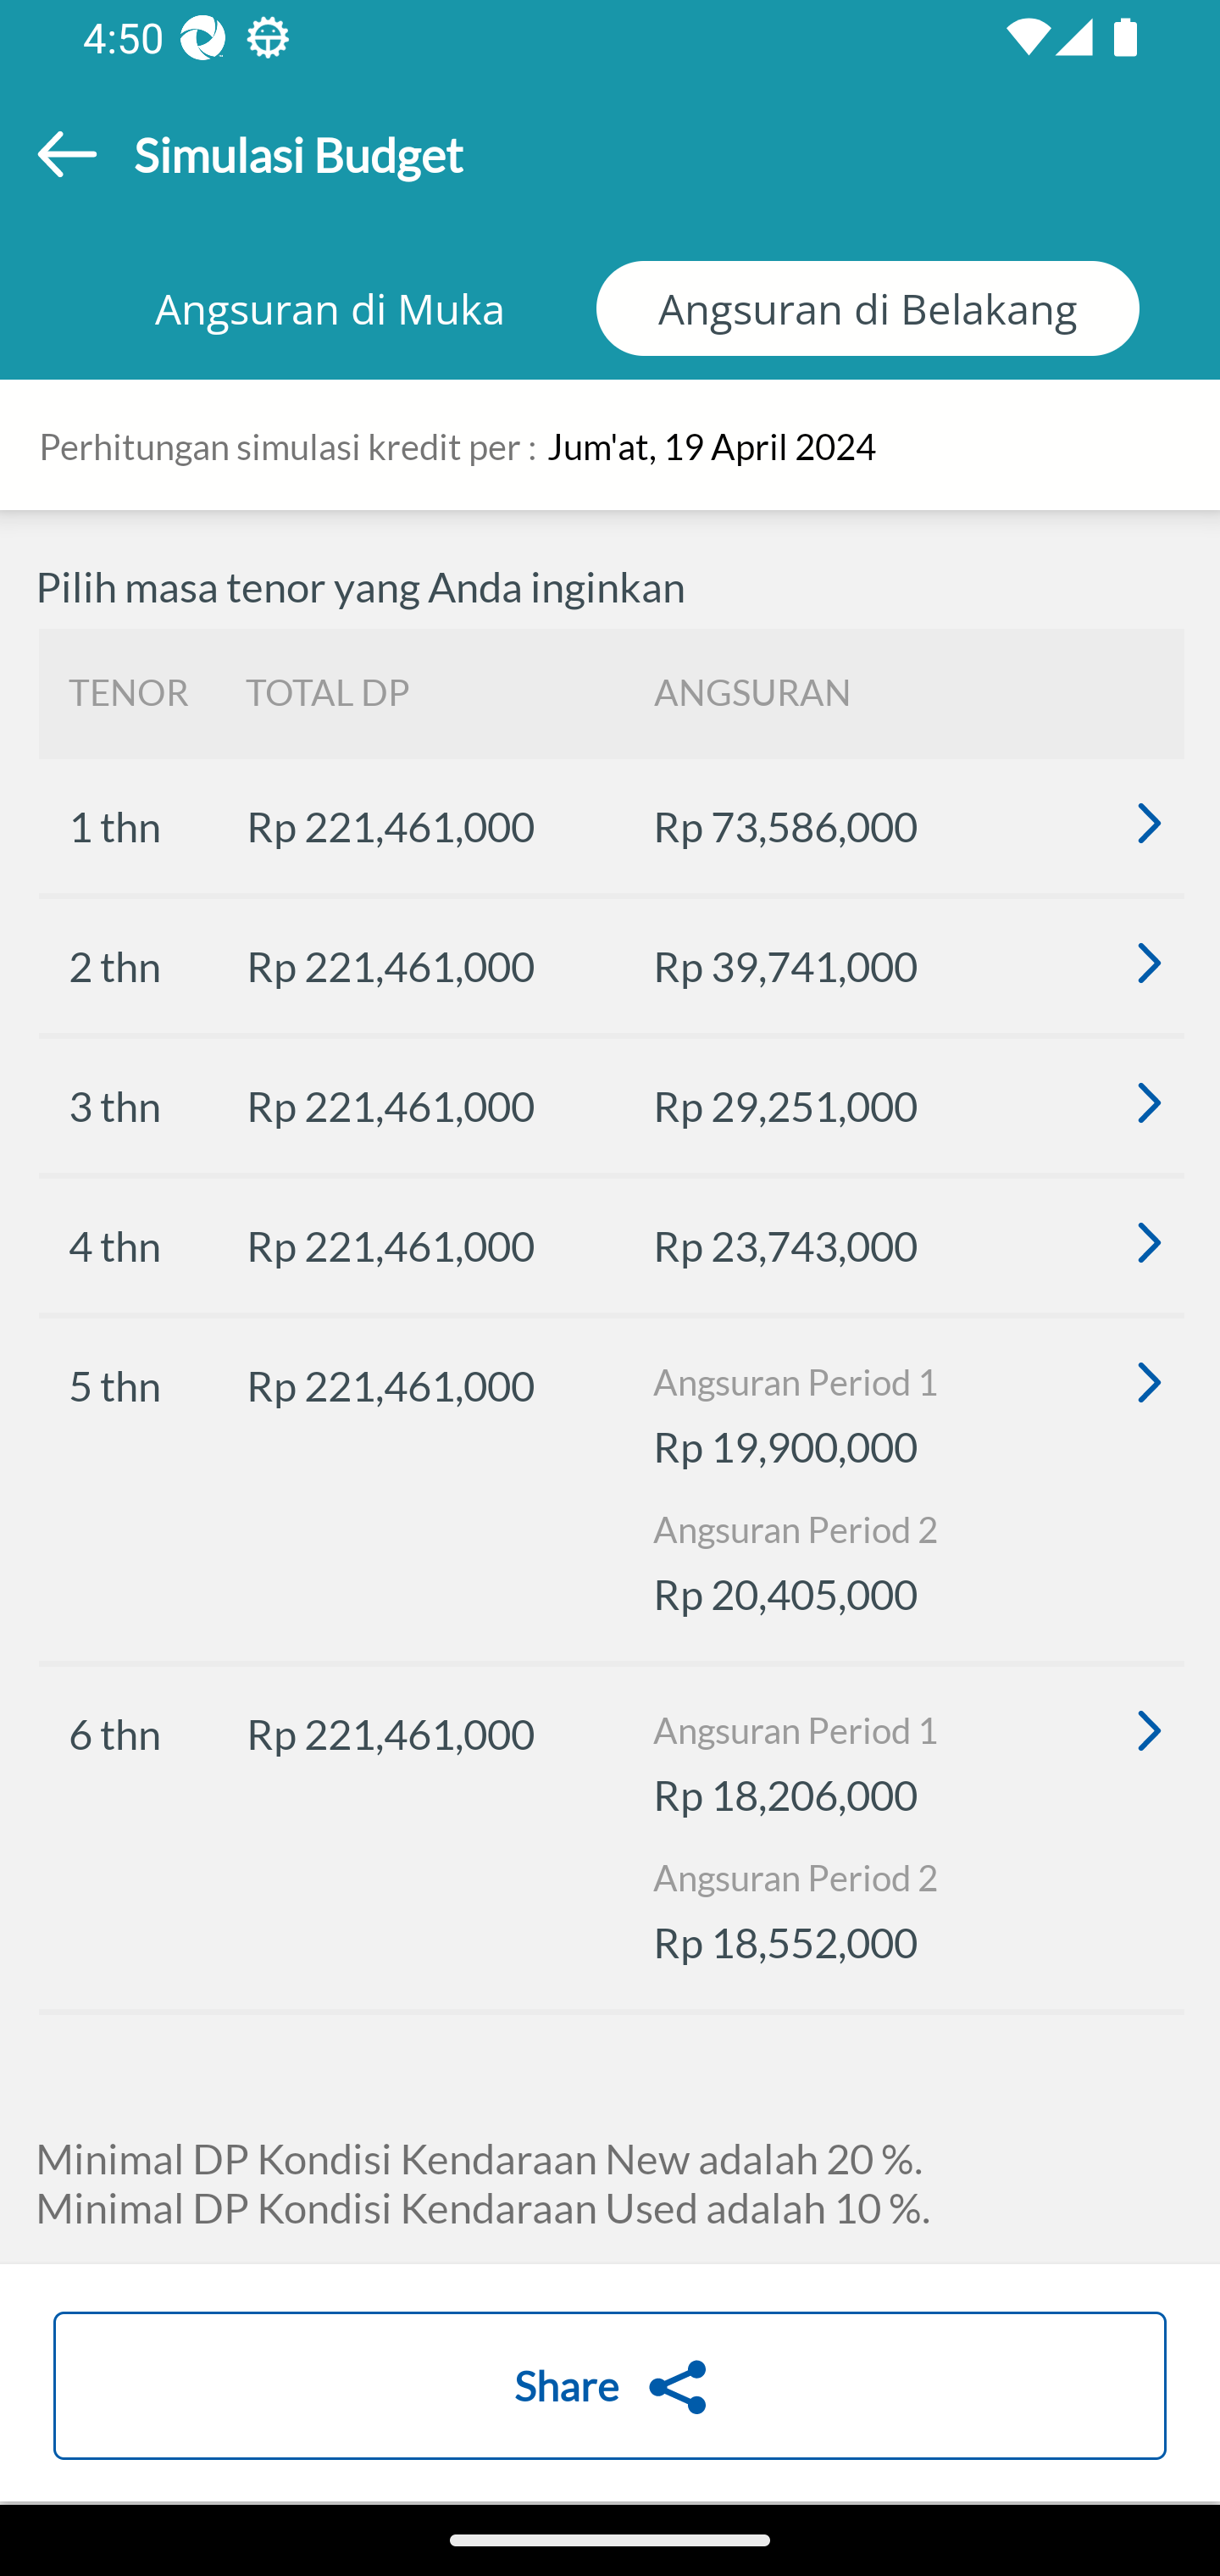 4:50
Simulasi Budget
Angsuran di Muka Angsuran di Belakang
Perhitungan simulasi kredit per : Jum'at, 19 April 2024
Pilih masa tenor yang Anda inginkan
TENOR TOTAL DP ANGSURAN
1 thn Rp 221,461,000 Rp 73,586,000
2 thn Rp 221,461,000 Rp 39,741,000
3 thn Rp 221,461,000 Rp 29,251,000
4 thn Rp 221,461,000 Rp 23,743,000
5 thn Rp 221,461,000 Angsuran Period 1
Rp 19,900,000
Angsuran Period 2
Rp 20,405,000
6 thn Rp 221,461,000 Angsuran Period 1
Rp 18,206,000
Angsuran Period 2
Rp 18,552,000
Minimal DP Kondisi Kendaraan New adalah 20 %.
Minimal DP Kondisi Kendaraan Used adalah 10 %.
Share